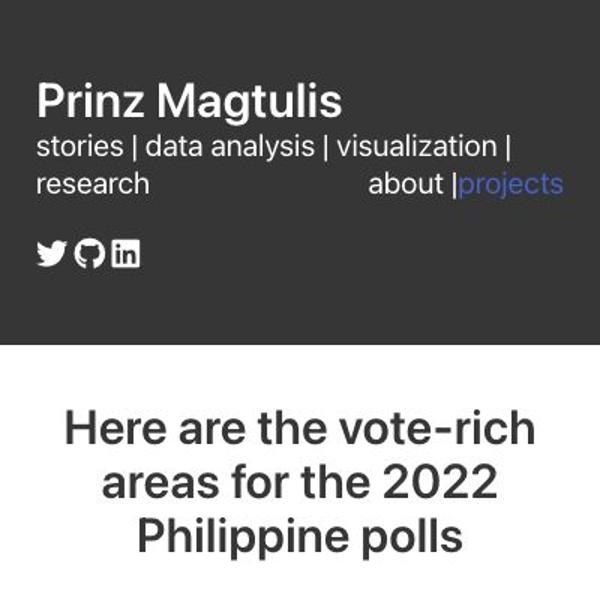 Prinz Magtulis
stories | data analysis | visualization |
research about |projects
Here are the vote-rich
areas for the 2022
Philippine polls